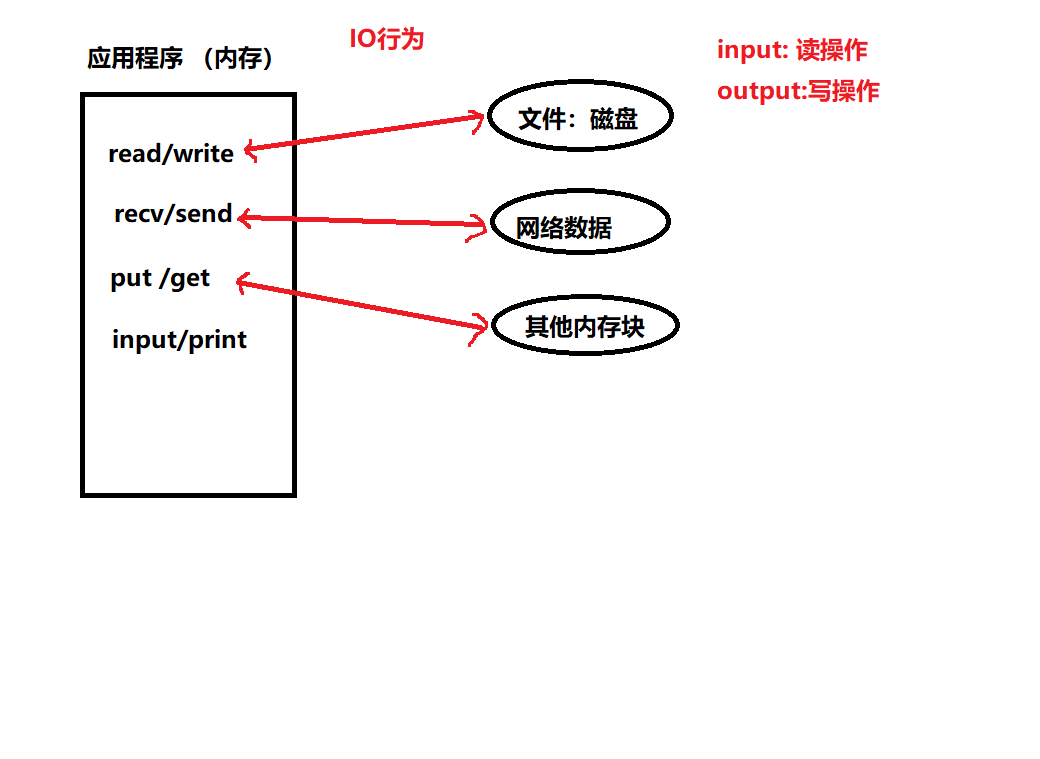 IO行为
应用程序 （内存）
input: 读操作
output:写操作
read/write
文件：磁盘
recv/send
网络数据
put /get
其他内存块
input/print